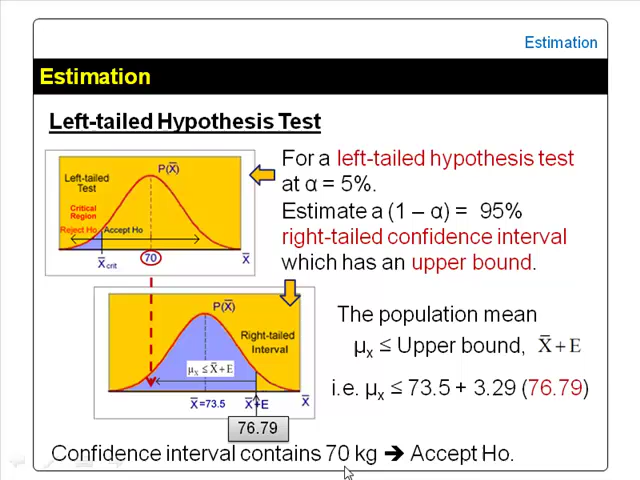 Estimation
Estimation
Left-tailed Hypothesis Test
P(X̅)
Left-tailed
Test
Critical
Region
Reject Ho
Accept Ho
X̅crit
70
X̅
For a left-tailed hypothesis test
at α = 5%.
Estimate a (1 – α) = 95%
right-tailed confidence interval
which has an upper bound.
P(X̅)
Right-tailed
Interval
μx ≤ X̅+E
X̅=73.5
X̅+E
X̅
76.79
The population mean
μx ≤ Upper bound, X̅+E
i.e. μx ≤ 73.5 + 3.29 (76.79)
Confidence interval contains 70 kg ➔ Accept Ho.